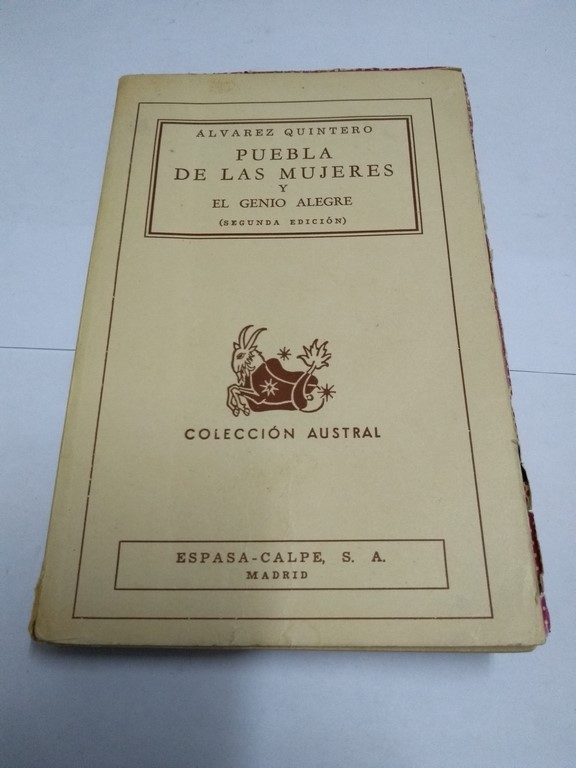 ALVAREZ QUINTERO
PUEBLA
DE LAS MUJERES
Y
EL GENIO ALEGRE
(SEGUNDA EDICIÓN)
COLECCIÓN AUSTRAL
ESPASA-CALPE, S. A.
MADRID